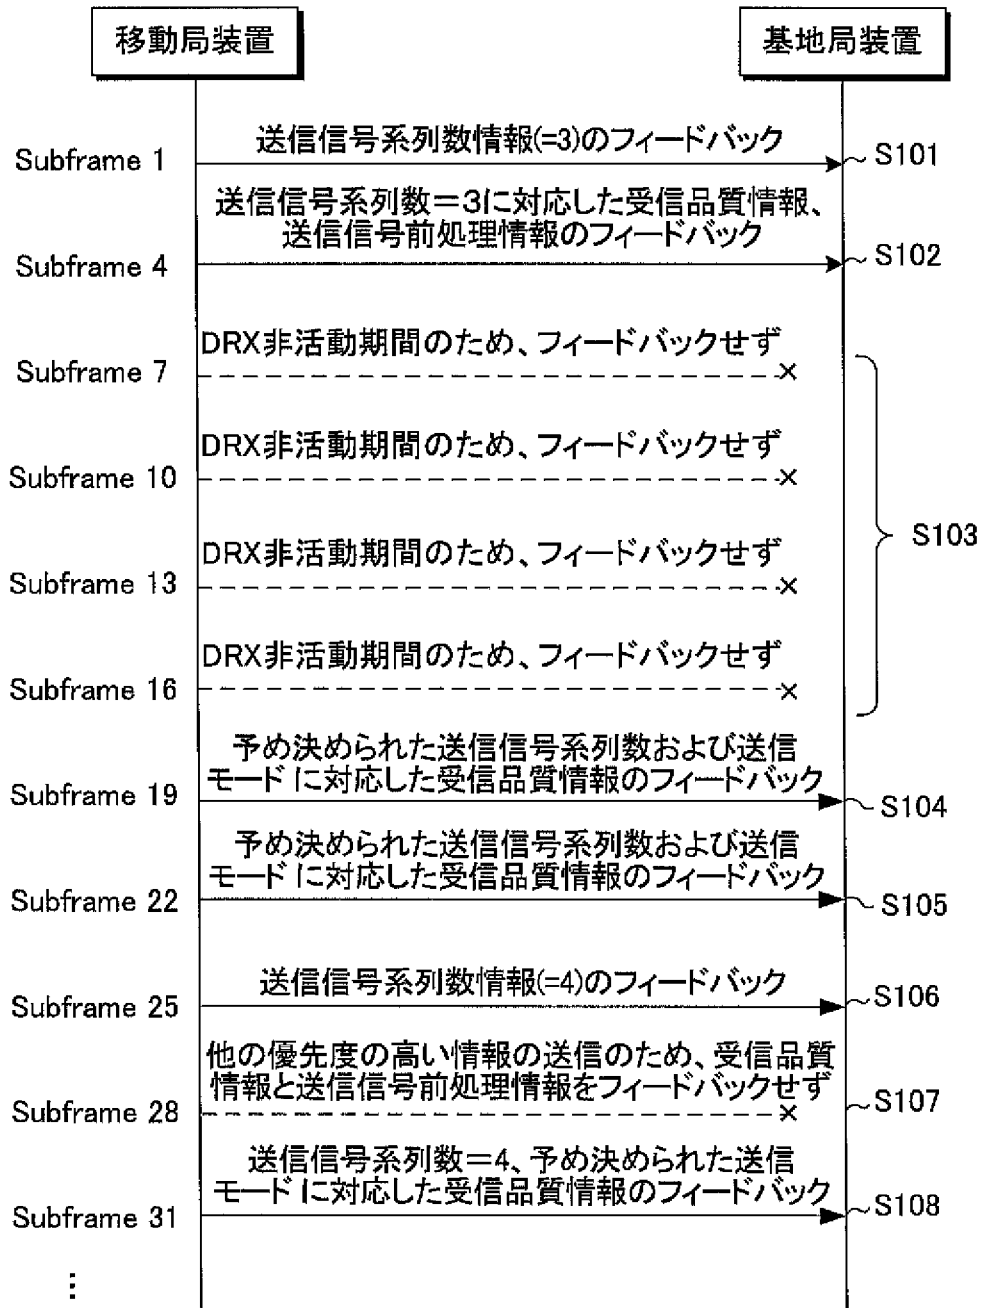 移動局装置
基地局装置
Subframe 1
送信信号系列数情報(=3)のフィードバック
S101
送信信号系列数＝3に対応した受信品質情報、
送信信号前処理情報のフィードバック
Subframe 4
S102
DRX非活動期間のため、フィードバックせず
Subframe 7
DRX非活動期間のため、フィードバックせず
Subframe 10
S103
DRX非活動期間のため、フィードバックせず
Subframe 13
DRX非活動期間のため、フィードバックせず
Subframe 16
予め決められた送信信号系列数および送信
モードに対応した受信品質情報のフィードバック
Subframe 19
S104
予め決められた送信信号系列数および送信
モードに対応した受信品質情報のフィードバック
Subframe 22
S105
送信信号系列数情報(=4)のフィードバック
Subframe 25
S106
他の優先度の高い情報の送信のため、受信品質
情報と送信信号前処理情報をフィードバックせず
Subframe 28
S107
送信信号系列数＝4、予め決められた送信
モードに対応した受信品質情報のフィードバック
Subframe 31
S108
⋮